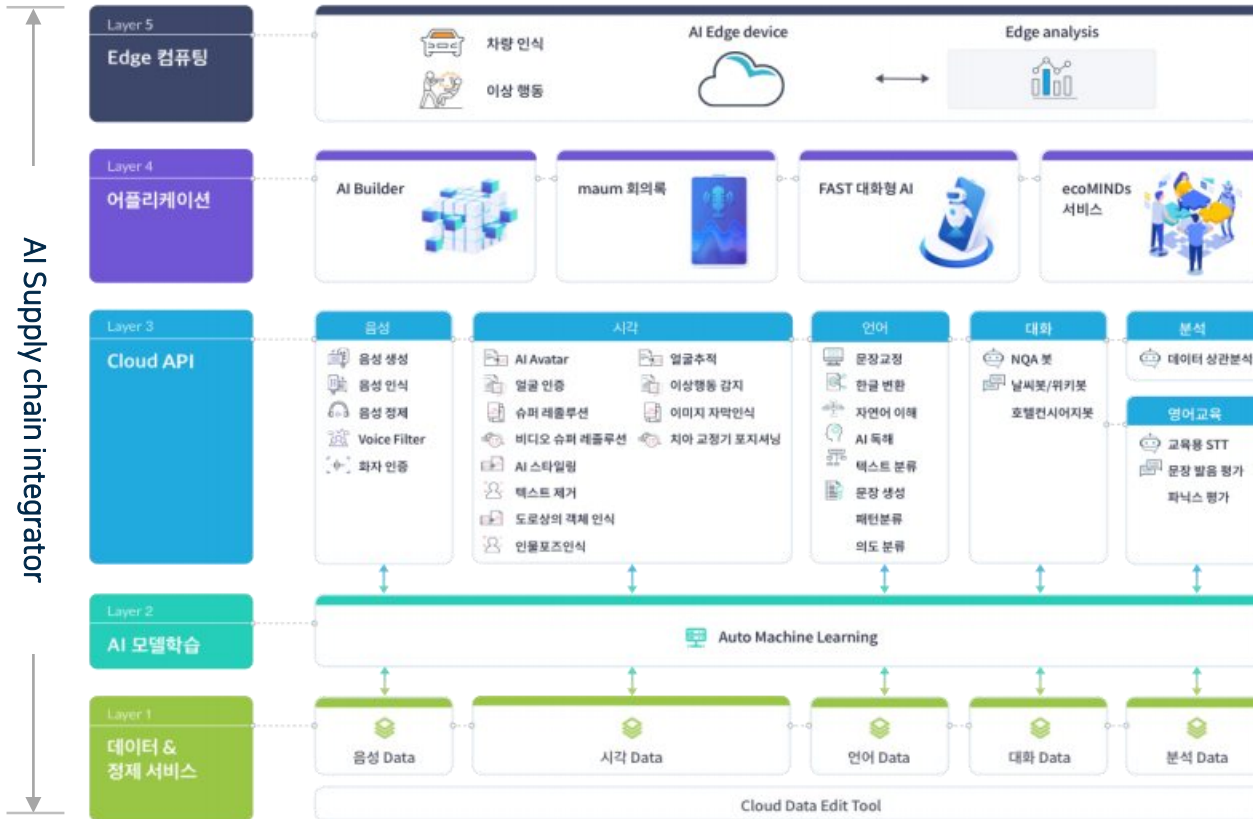 AI Supply chain integrator
Layer 5
Edge 컴퓨팅
차량 인식
이상 행동
AI Edge device
Edge analysis
Layer 4
어플리케이션
AI Builder
maum 회의록
FAST 대화형 AI
ecoMINDs
서비스
Layer 3
Cloud API
음성
음성 생성
음성 인식
음성 정제
Voice Filter
화자 인증
시각
AI Avatar
얼굴 인증
슈퍼 레졸루션
비디오 슈퍼 레졸루션
AI 스타일링
텍스트 제거
도로상의 객체 인식
인물포즈인식
얼굴추적
이상행동 감지
이미지 자막인식
치아 교정기 포지셔닝
언어
문장교정
한글 변환
자연어 이해
AI 독해
텍스트 분류
문장 생성
패턴분류
의도 분류
대화
NQA 봇
날씨봇/위키봇
호텔컨시어지봇
분석
데이터 상관분석
영어교육
교육용 STT
문장 발음 평가
파닉스 평가
Layer 2
AI 모델학습
Auto Machine Learning
Layer 1
데이터 &
정제 서비스
음성 Data
시각 Data
언어 Data
대화 Data
분석 Data
Cloud Data Edit Tool